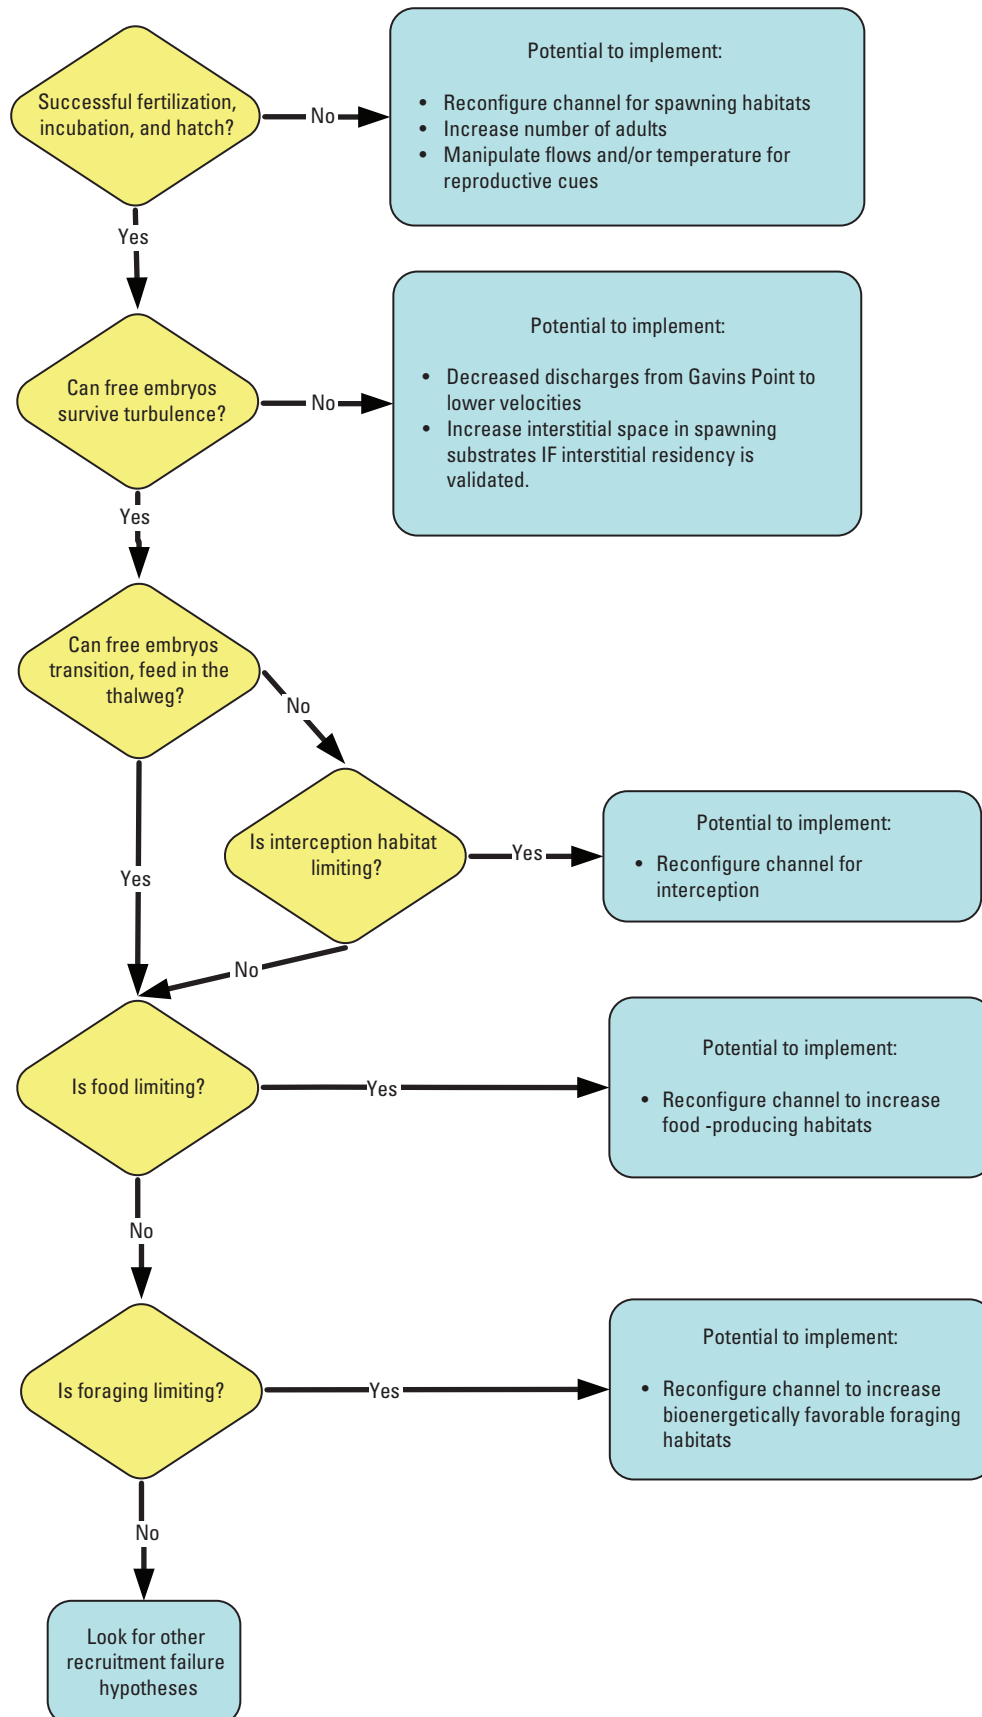 Successful fertilization,
incubation, and hatch?
No
Potential to implement:
• Reconfigure channel for spawning habitats
• Increase number of adults
• Manipulate flows and/or temperature for
reproductive cues
Yes
Can free embryos
survive turbulence?
No
Potential to implement:
• Decreased discharges from Gavins Point to
lower velocities
• Increase interstitial space in spawning
substrates IF interstitial residency is
validated.
Yes
Can free embryos
transition, feed in the
thalweg?
No
Is interception habitat
limiting?
Yes
Potential to implement:
• Reconfigure channel for
interception
Yes
No
Is food limiting?
Yes
Potential to implement:
• Reconfigure channel to increase
food -producing habitats
No
Is foraging limiting?
Yes
Potential to implement:
• Reconfigure channel to increase
bioenergetically favorable foraging
habitats
No
Look for other
recruitment failure
hypotheses